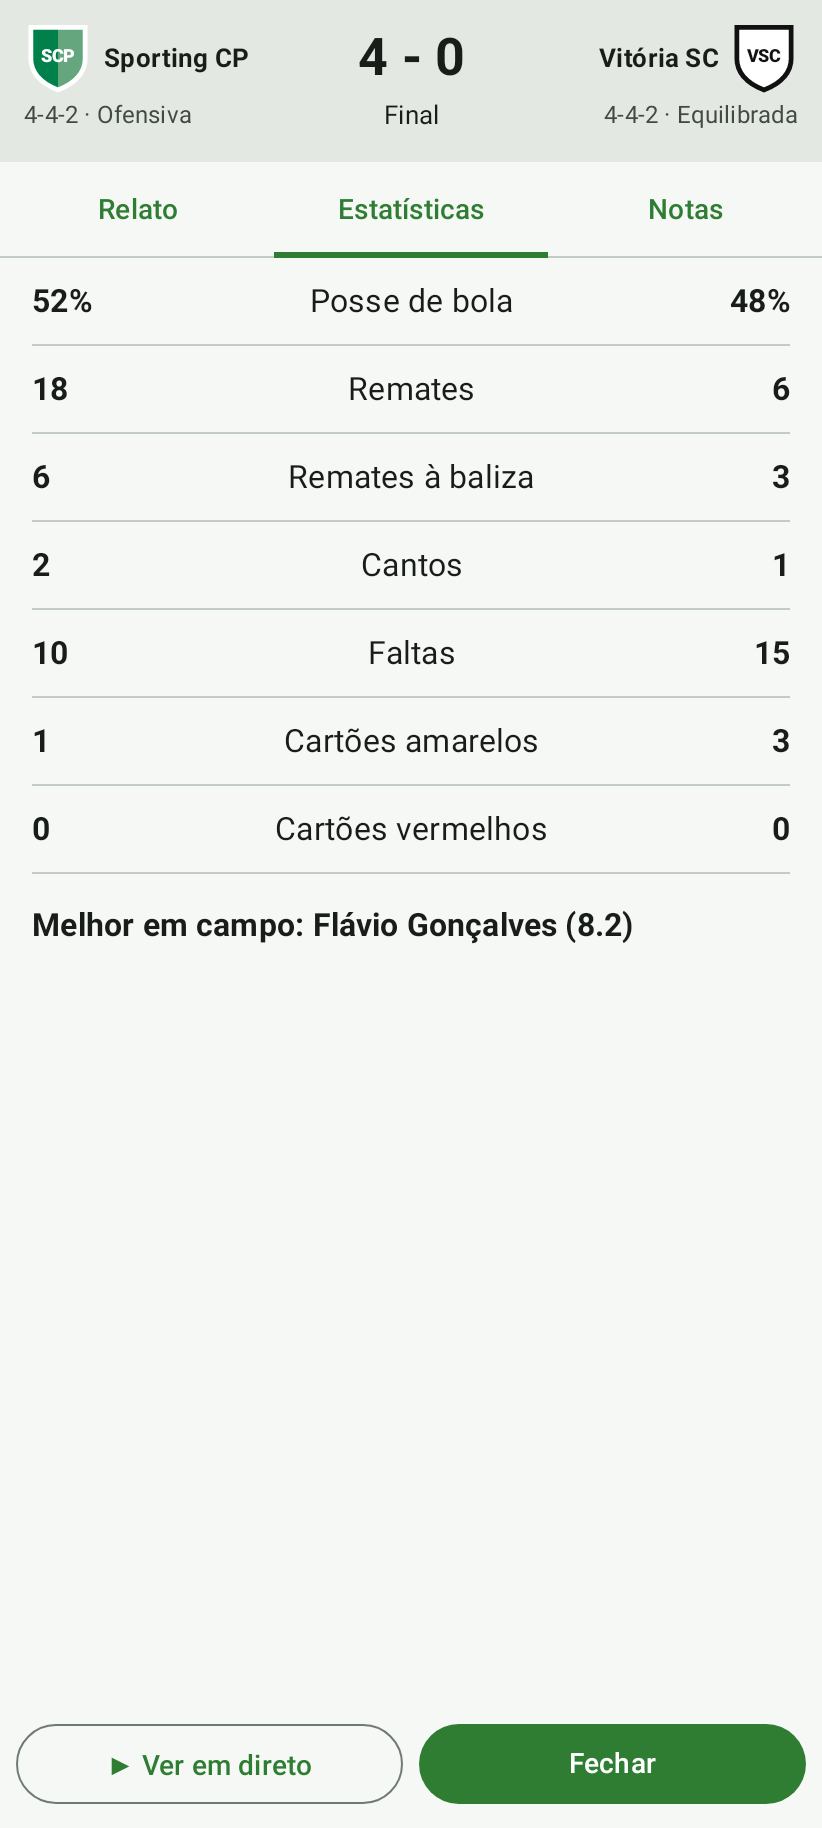 SCP Sporting CP 4 - 0 Vitória SC VSC
4-4-2 · Ofensiva Final 4-4-2 · Equilibrada
Relato Estatísticas Notas
52% Posse de bola 48%
18 Remates 6
6 Remates à baliza 3
2 Cantos 1
10 Faltas 15
1 Cartões amarelos 3
0 Cartões vermelhos 0
Melhor em campo: Flávio Gonçalves (8.2)
► Ver em direto Fechar